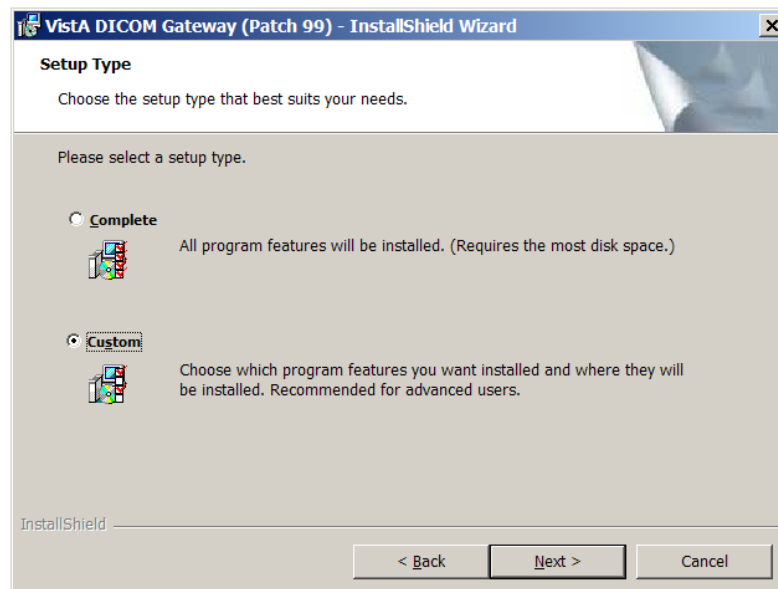 VistA DICOM Gateway (Patch 99) - InstallShield Wizard
Setup Type
Choose the setup type that best suits your needs.
Please select a setup type.
Complete
All program features will be installed. (Requires the most disk space.)
Custom
Choose which program features you want installed and where they will
be installed. Recommended for advanced users.
InstallShield
< Back
Next >
Cancel